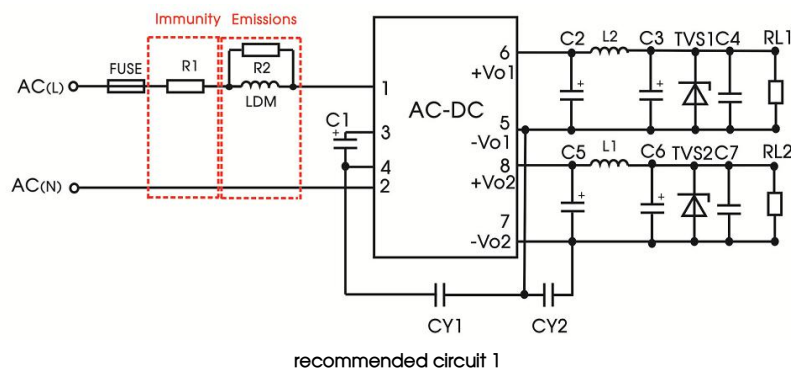 Immunity Emissions
C2 L2 C3 TVS1 C4 RL1
6
+Vo1
FUSE R1 R2
AC(L)
LDM
1
AC-DC
C1
+
3
5
-Vo1
4
8
+Vo2
C5 L1 C6 TVS2 C7 RL2
AC(N)
2
7
-Vo2
+ + + +
CY1 CY2
recommended circuit 1